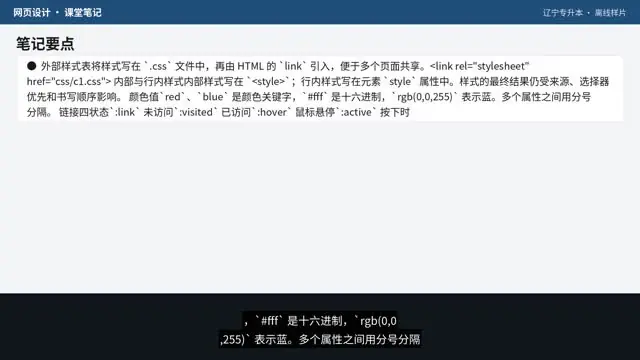 网页设计 · 课堂笔记
辽宁专升本 · 离线样片
笔记要点
● 外部样式表将样式写在 `.css` 文件中，再由 HTML 的 `link` 引入，便于多个页面共享。<link rel="stylesheet"
href="css/c1.css"> 内部与行内样式内部样式写在 `<style>`；行内样式写在元素 `style` 属性中。样式的最终结果仍受来源、选择器
优先和书写顺序影响。 颜色值`red`、`blue` 是颜色关键字，`#fff` 是十六进制，`rgb(0,0,255)` 表示蓝。多个属性之间用分号
分隔。 链接四状态`:link` 未访问`:visited` 已访问`:hover` 鼠标悬停`:active` 按下时
，`#fff` 是十六进制，`rgb(0,0
,255)` 表示蓝。多个属性之间用分号分隔